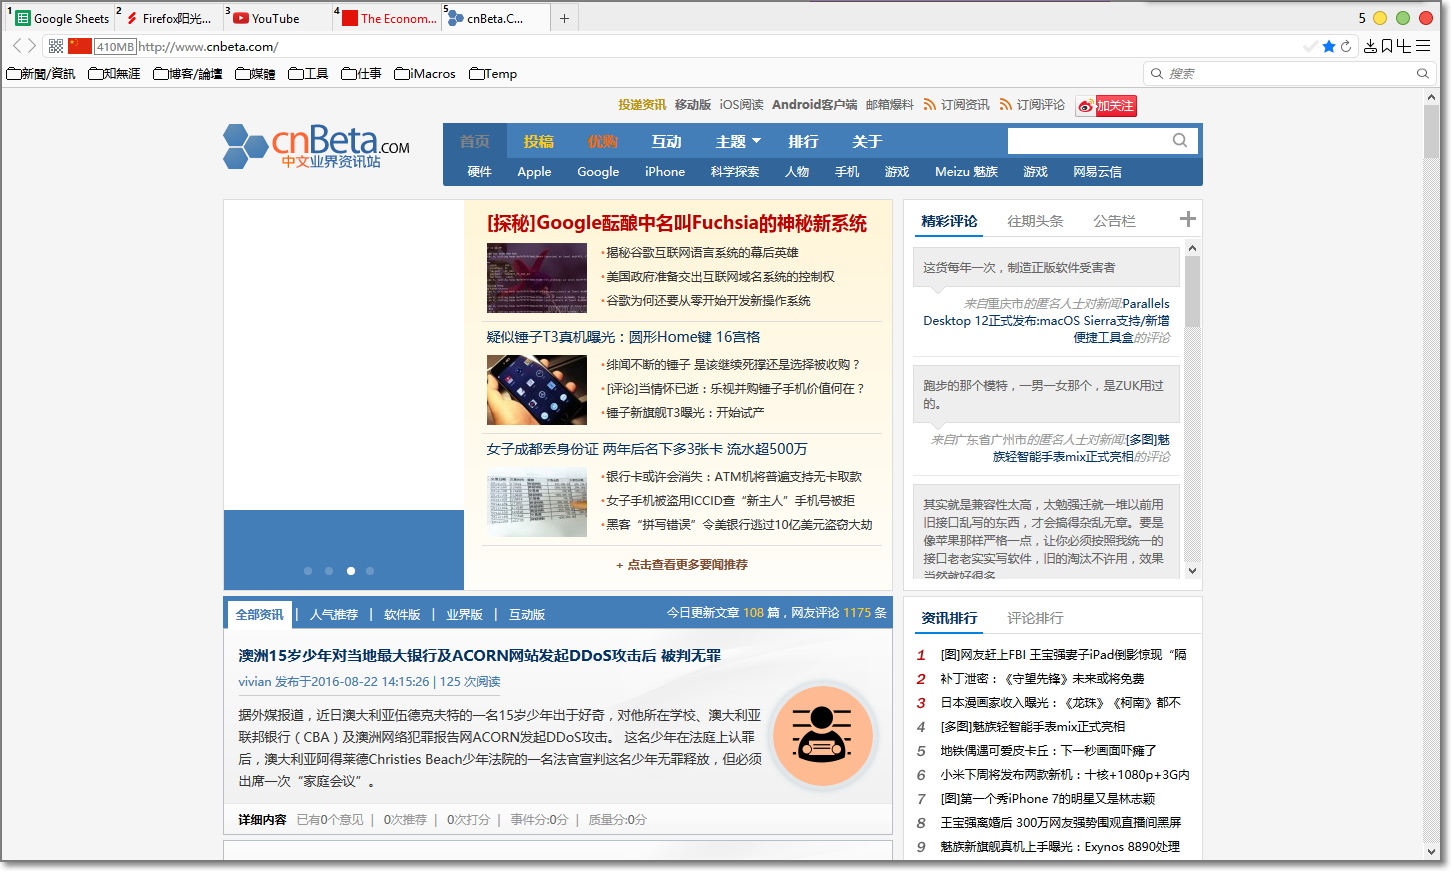 1 Google Sheets 2 Firefox阳光... 3 YouTube 4 The Econom... 5 cnBeta.C... + 5
410MB http://www.cnbeta.com/
新聞/資訊 知無涯 博客/論壇 媒體 工具 仕事 iMacros Temp 搜索
投递资讯 移动版 iOS阅读 Android客户端 邮箱爆料 订阅资讯 订阅评论 加关注
cnBeta.COM
中文业界资讯站
首页 投稿 优购 互动 主题 排行 关于
硬件 Apple Google iPhone 科学探索 人物 手机 游戏 Meizu 魅族 游戏 网易云信
[探秘]Google酝酿中名叫Fuchsia的神秘新系统
·揭秘谷歌互联网语言系统的幕后英雄
·美国政府准备交出互联网域名系统的控制权
·谷歌为何还要从零开始开发新操作系统
疑似锤子T3真机曝光：圆形Home键 16宫格
·绯闻不断的锤子 是该继续死撑还是选择被收购？
·[评论]当情怀已逝：乐视并购锤子手机价值何在？
·锤子新旗舰T3曝光：开始试产
女子成都丢身份证 两年后名下多3张卡 流水超500万
·银行卡或许会消失：ATM机将普遍支持无卡取款
·女子手机被盗用ICCID查“新主人”手机号被拒
·黑客“拼写错误”令美银行逃过10亿美元盗窃大劫
+ 点击查看更多要闻推荐
精彩评论 往期头条 公告栏 +
这货每年一次，制造正版软件受害者
来自重庆市的匿名人士对新闻:Parallels
Desktop 12正式发布:macOS Sierra支持/新增
便捷工具盒的评论
跑步的那个模特，一男一女那个，是ZUK用过
的。
来自广东省广州市的匿名人士对新闻:[多图]魅
族轻智能手表mix正式亮相的评论
其实就是兼容性太高，太勉强迁就一堆以前用
旧接口乱写的东西，才会搞得杂乱无章。要是
像苹果那样严格一点，让你必须按照我统一的
接口老老实实写软件，旧的淘汰不许用，效果
当然就好很多
全部资讯 | 人气推荐 | 软件版 | 业界版 | 互动版 今日更新文章 108 篇，网友评论 1175 条
澳洲15岁少年对当地最大银行及ACORN网站发起DDoS攻击后 被判无罪
vivian 发布于2016-08-22 14:15:26 | 125 次阅读
据外媒报道，近日澳大利亚伍德克夫特的一名15岁少年出于好奇，对他所在学校、澳大利亚
联邦银行（CBA）及澳洲网络犯罪报告网ACORN发起DDoS攻击。 这名少年在法庭上认罪
后，澳大利亚阿得莱德Christies Beach少年法院的一名法官宣判这名少年无罪释放，但必须
出席一次“家庭会议”。
详细内容 已有0个意见 | 0次推荐 | 0次打分 | 事件分:0分 | 质量分:0分
资讯排行 评论排行
1 [图]网友赶上FBI 王宝强妻子iPad倒影惊现“隔
2 补丁泄密：《守望先锋》未来或将免费
3 日本漫画家收入曝光：《龙珠》《柯南》都不
4 [多图]魅族轻智能手表mix正式亮相
5 地铁偶遇可爱皮卡丘：下一秒画面吓瘫了
6 小米下周将发布两款新机：十核+1080p+3G内
7 [图]第一个秀iPhone 7的明星又是林志颖
8 王宝强离婚后 300万网友强势围观直播间黑屏
9 魅族新旗舰真机上手曝光：Exynos 8890处理